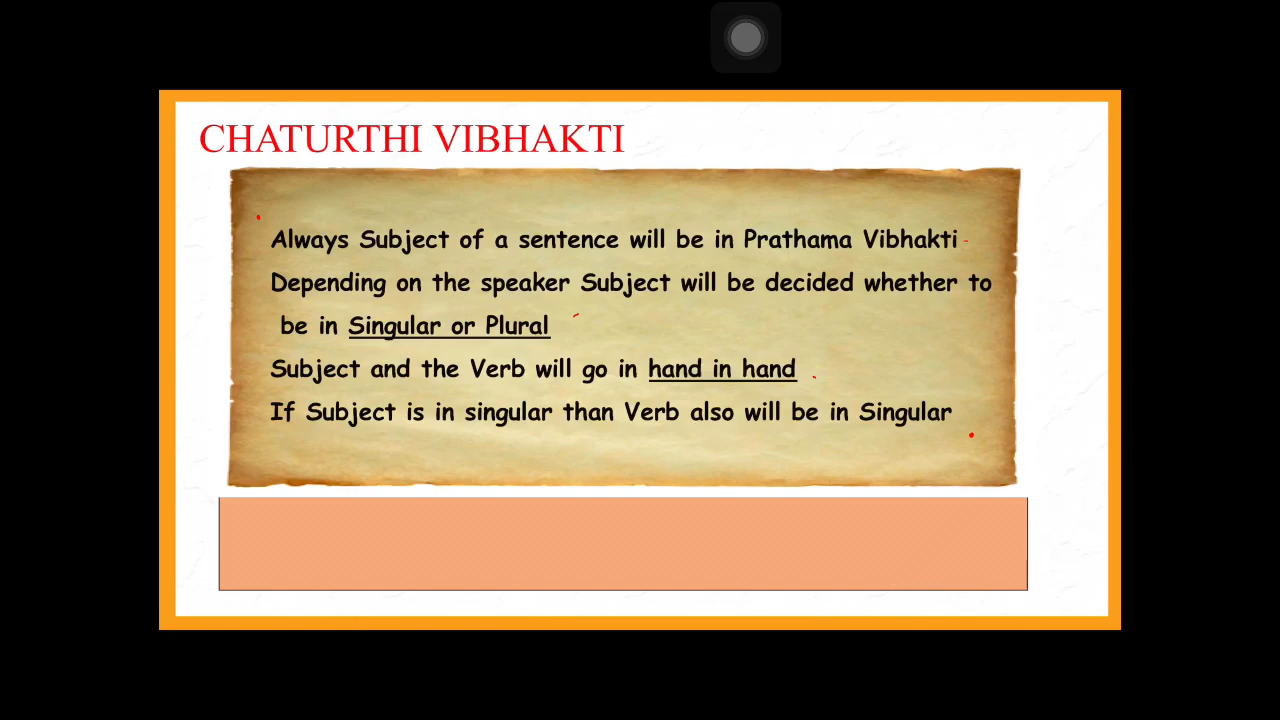 CHATURTHI VIBHAKTI
Always Subject of a sentence will be in Prathama Vibhakti
Depending on the speaker Subject will be decided whether to
be in Singular or Plural
Subject and the Verb will go in hand in hand
If Subject is in singular than Verb also will be in Singular